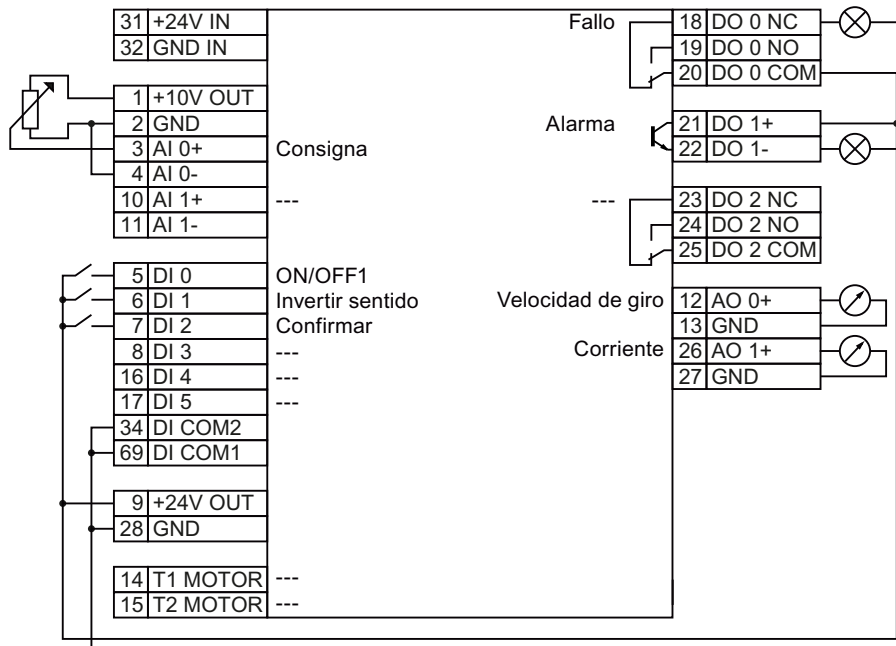 31 +24V IN
32 GND IN
1 +10V OUT
2 GND
3 AI 0+ Consigna
4 AI 0-
10 AI 1+ ---
11 AI 1-
5 DI 0 ON/OFF1
6 DI 1 Invertir sentido
7 DI 2 Confirmar
8 DI 3 ---
16 DI 4 ---
17 DI 5 ---
34 DI COM2
69 DI COM1
9 +24V OUT
28 GND
14 T1 MOTOR ---
15 T2 MOTOR ---
Fallo 18 DO 0 NC
19 DO 0 NO
20 DO 0 COM
Alarma 21 DO 1+
22 DO 1-
--- 23 DO 2 NC
24 DO 2 NO
25 DO 2 COM
Velocidad de giro 12 AO 0+
13 GND
Corriente 26 AO 1+
27 GND